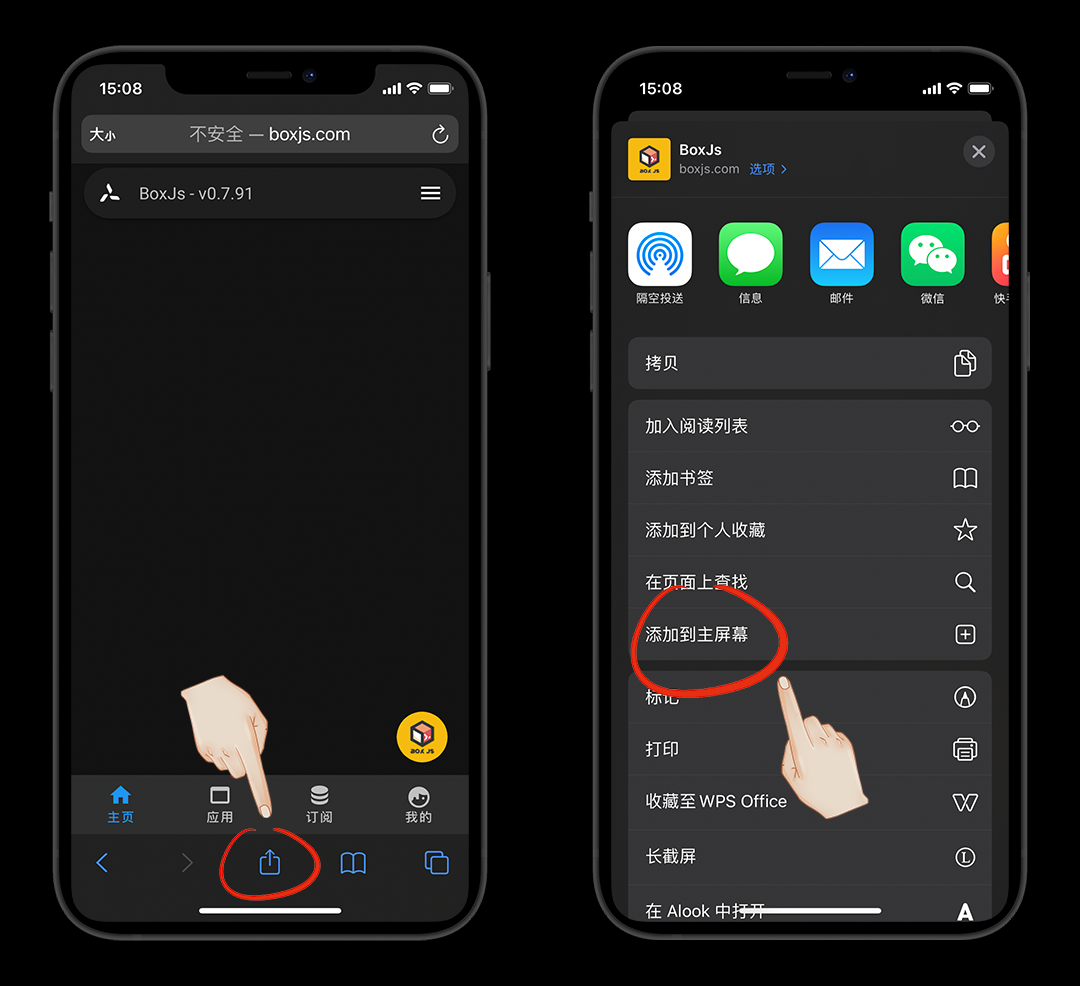 15:08
大小
不安全 — boxjs.com
BoxJs - v0.7.91
BOX JS
主页
应用
订阅
我的
15:08
BOX JS
BoxJs
boxjs.com 选项 >
隔空投送
信息
邮件
微信
快手
拷贝
加入阅读列表
添加书签
添加到个人收藏
在页面上查找
添加到主屏幕
标记
打印
收藏至 WPS Office
长截屏
L
在 Alook 中打开